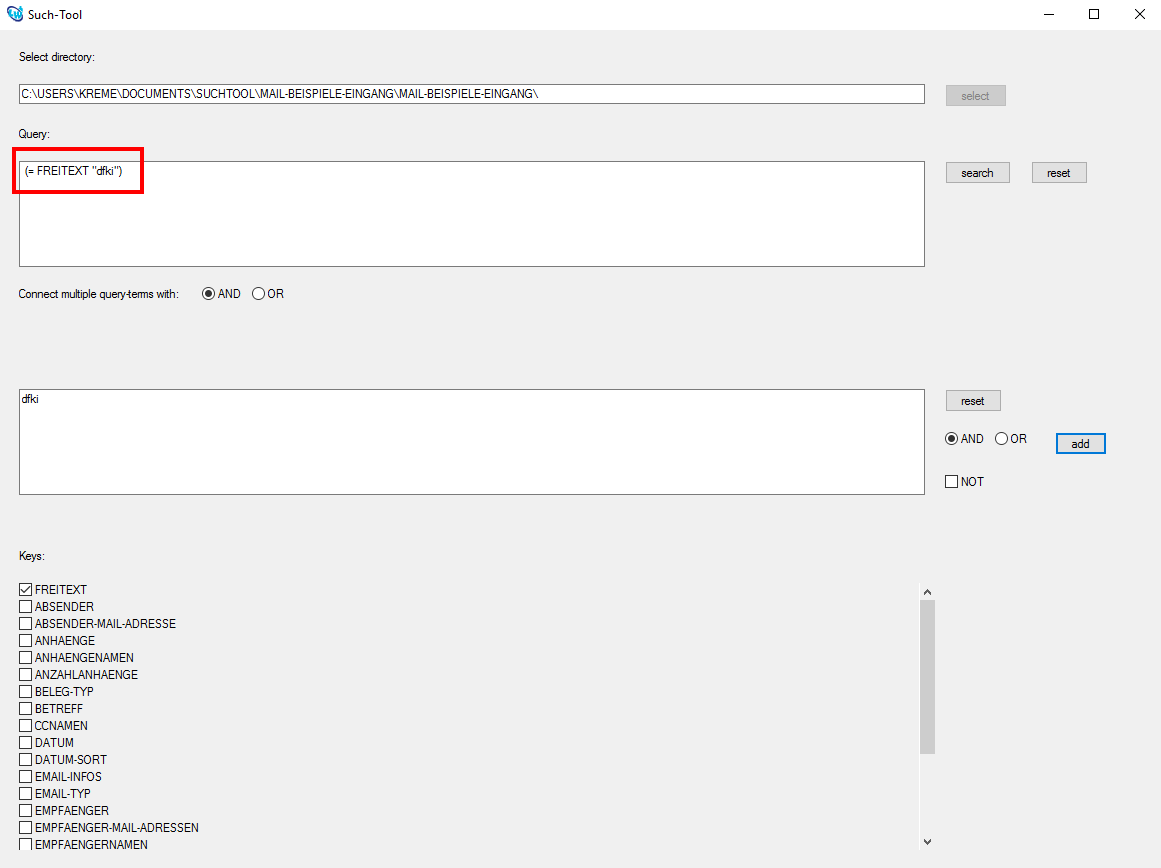 Such-Tool
Select directory:
C:\USERS\KREME\DOCUMENTS\SUCHTOOL\MAIL-BEISPIELE-EINGANG\MAIL-BEISPIELE-EINGANG\
select
Query:
(= FREITEXT "dfki")
search
reset
Connect multiple query-terms with:
AND
OR
dfki
reset
AND
OR
add
NOT
Keys:
FREITEXT
ABSENDER
ABSENDER-MAIL-ADRESSE
ANHAENGE
ANHAENGENAMEN
ANZAHLANHAENGE
BELEG-TYP
BETREFF
CCNAMEN
DATUM
DATUM-SORT
EMAIL-INFOS
EMAIL-TYP
EMPFAENGER
EMPFAENGER-MAIL-ADRESSEN
EMPFAENGERNAMEN